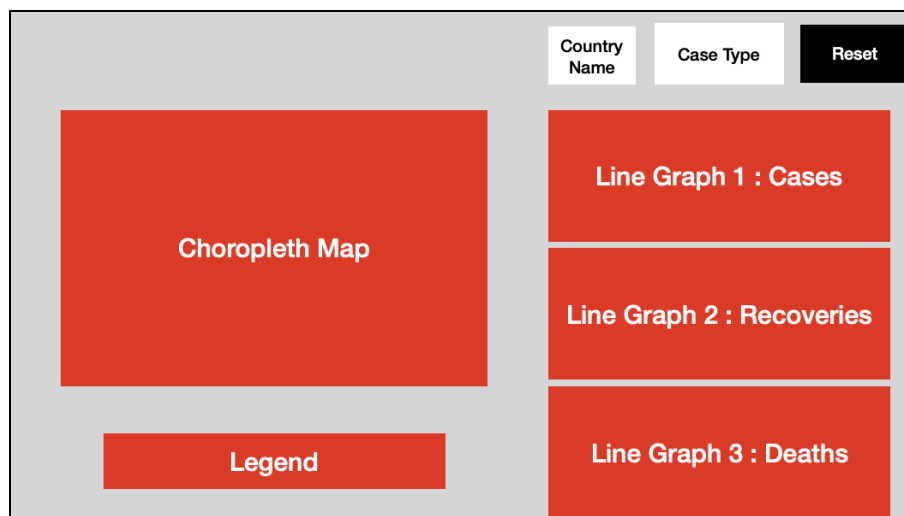 Country
Name
Case Type
Reset
Choropleth Map
Legend
Line Graph 1 : Cases
Line Graph 2 : Recoveries
Line Graph 3 : Deaths